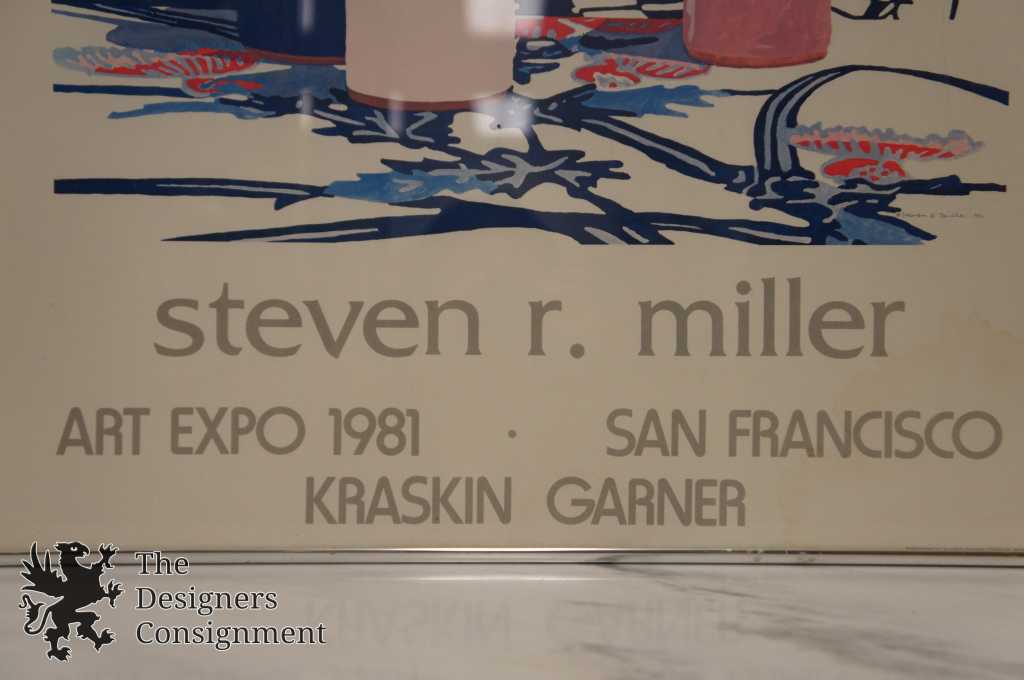 steven r. miller
ART EXPO 1981 · SAN FRANCISCO
KRASKIN GARNER
The
Designers
Consignment